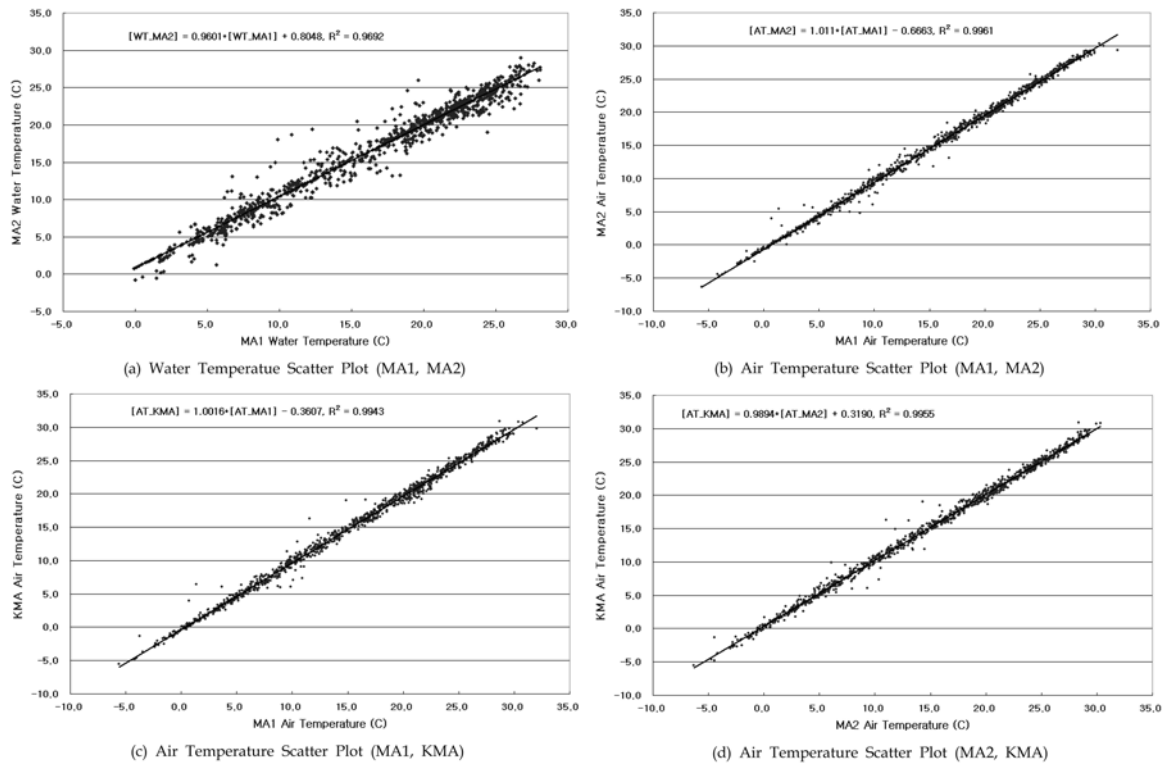 [WT_MA2] = 0.9601•[WT_MA1] + 0.8048, R² = 0.9692
35,0
30,0
25,0
20,0
15,0
10,0
5,0
0,0
-5,0
MA2 Water Temperature (C)
-5,0 0,0 5,0 10,0 15,0 20,0 25,0 30,0
MA1 Water Temperature (C)
(a) Water Temperatue Scatter Plot (MA1, MA2)
[AT_MA2] = 1.011•[AT_MA1] − 0.6663, R² = 0.9961
35,0
30,0
25,0
20,0
15,0
10,0
5,0
0,0
-5,0
-10,0
MA2 Air Temperature (C)
-10,0 -5,0 0,0 5,0 10,0 15,0 20,0 25,0 30,0 35,0
MA1 Air Temperature (C)
(b) Air Temperature Scatter Plot (MA1, MA2)
[AT_KMA] = 1.0016•[AT_MA1] − 0.3607, R² = 0.9943
35,0
30,0
25,0
20,0
15,0
10,0
5,0
0,0
-5,0
-10,0
KMA Air Temperature (C)
-10,0 -5,0 0,0 5,0 10,0 15,0 20,0 25,0 30,0 35,0
MA1 Air Temperature (C)
(c) Air Temperature Scatter Plot (MA1, KMA)
[AT_KMA] = 0.9894•[AT_MA2] + 0.3190, R² = 0.9955
35,0
30,0
25,0
20,0
15,0
10,0
5,0
0,0
-5,0
-10,0
KMA Air Temperature (C)
-10,0 -5,0 0,0 5,0 10,0 15,0 20,0 25,0 30,0 35,0
MA2 Air Temperature (C)
(d) Air Temperature Scatter Plot (MA2, KMA)